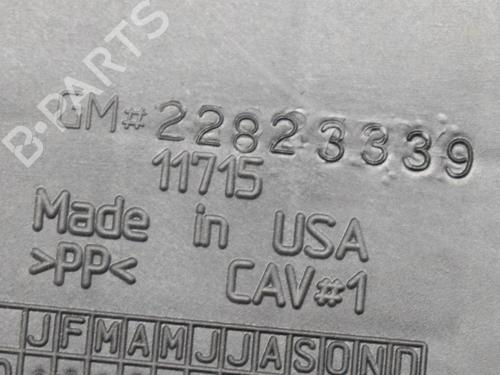 B-PARTS
GM# 22823339
11715
Made in USA
>PP< CAV#1
JFMAMJJASOND